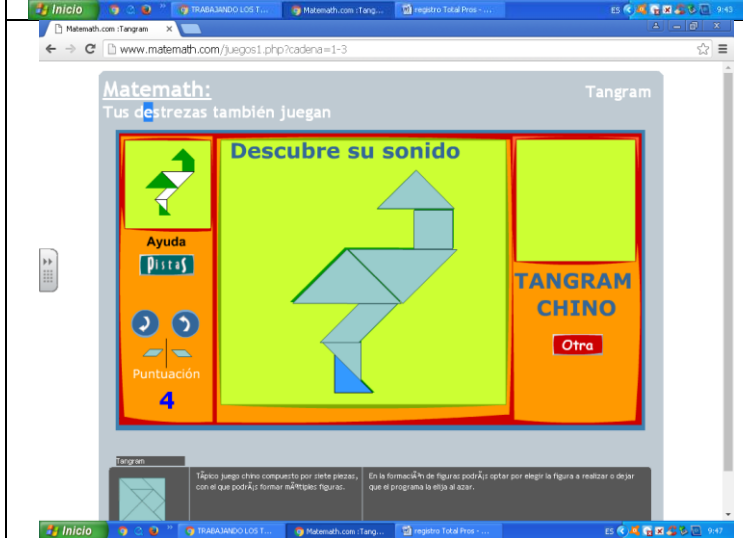 Inicio
TRABAJANDO LOS T...
Matemath.com :Tang...
registro Total Pros - ...
ES
9:43
Matemath.com :Tangram
www.matemath.com/juegos1.php?cadena=1-3
Matemath:
Tangram
Tus destrezas también juegan
Descubre su sonido
Ayuda
Pistas
Puntuación
4
TANGRAM
CHINO
Otra
Tangram
TÃpico juego chino compuesto por siete piezas,
con el que podrÃ¡s formar mÃºltiples figuras.
En la formaciÃ³n de figuras podrÃ¡s optar por elegir la figura a realizar o dejar
que el programa la elija al azar.
Inicio
TRABAJANDO LOS T...
Matemath.com :Tang...
registro Total Pros - ...
ES
9:47